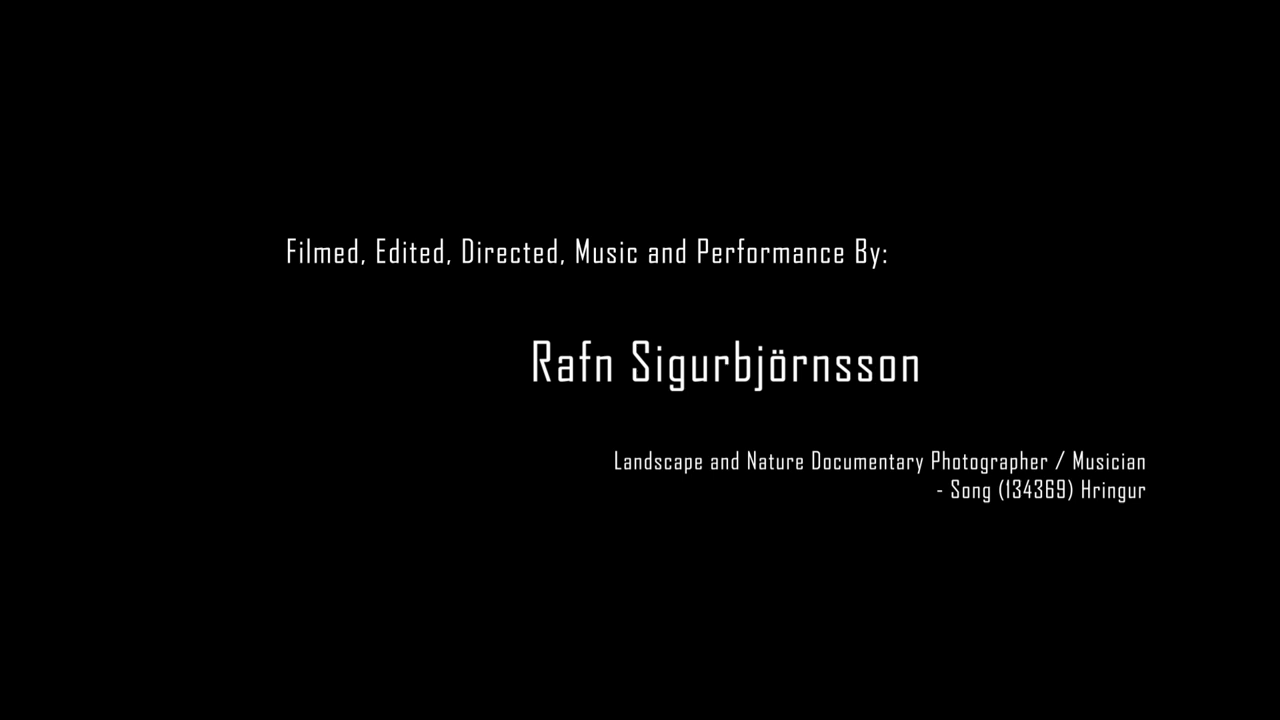 Filmed, Edited, Directed, Music and Performance By:
Rafn Sigurbjörnsson
Landscape and Nature Documentary Photographer / Musician
- Song (134369) Hringur